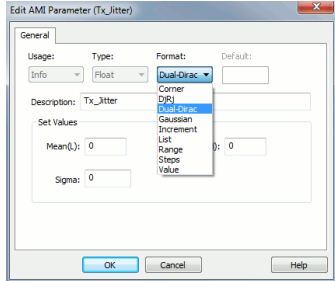 Edit AMI Parameter (Tx_Jitter)
General
Usage: Type: Format: Default:
Info Float Dual-Dirac
Corner
Description: Tx_Jitter
DjRj
Dual-Dirac
Set Values
Gaussian
Increment
Mean(L): 0
List
): 0
Range
Steps
Value
Sigma: 0
OK Cancel Help